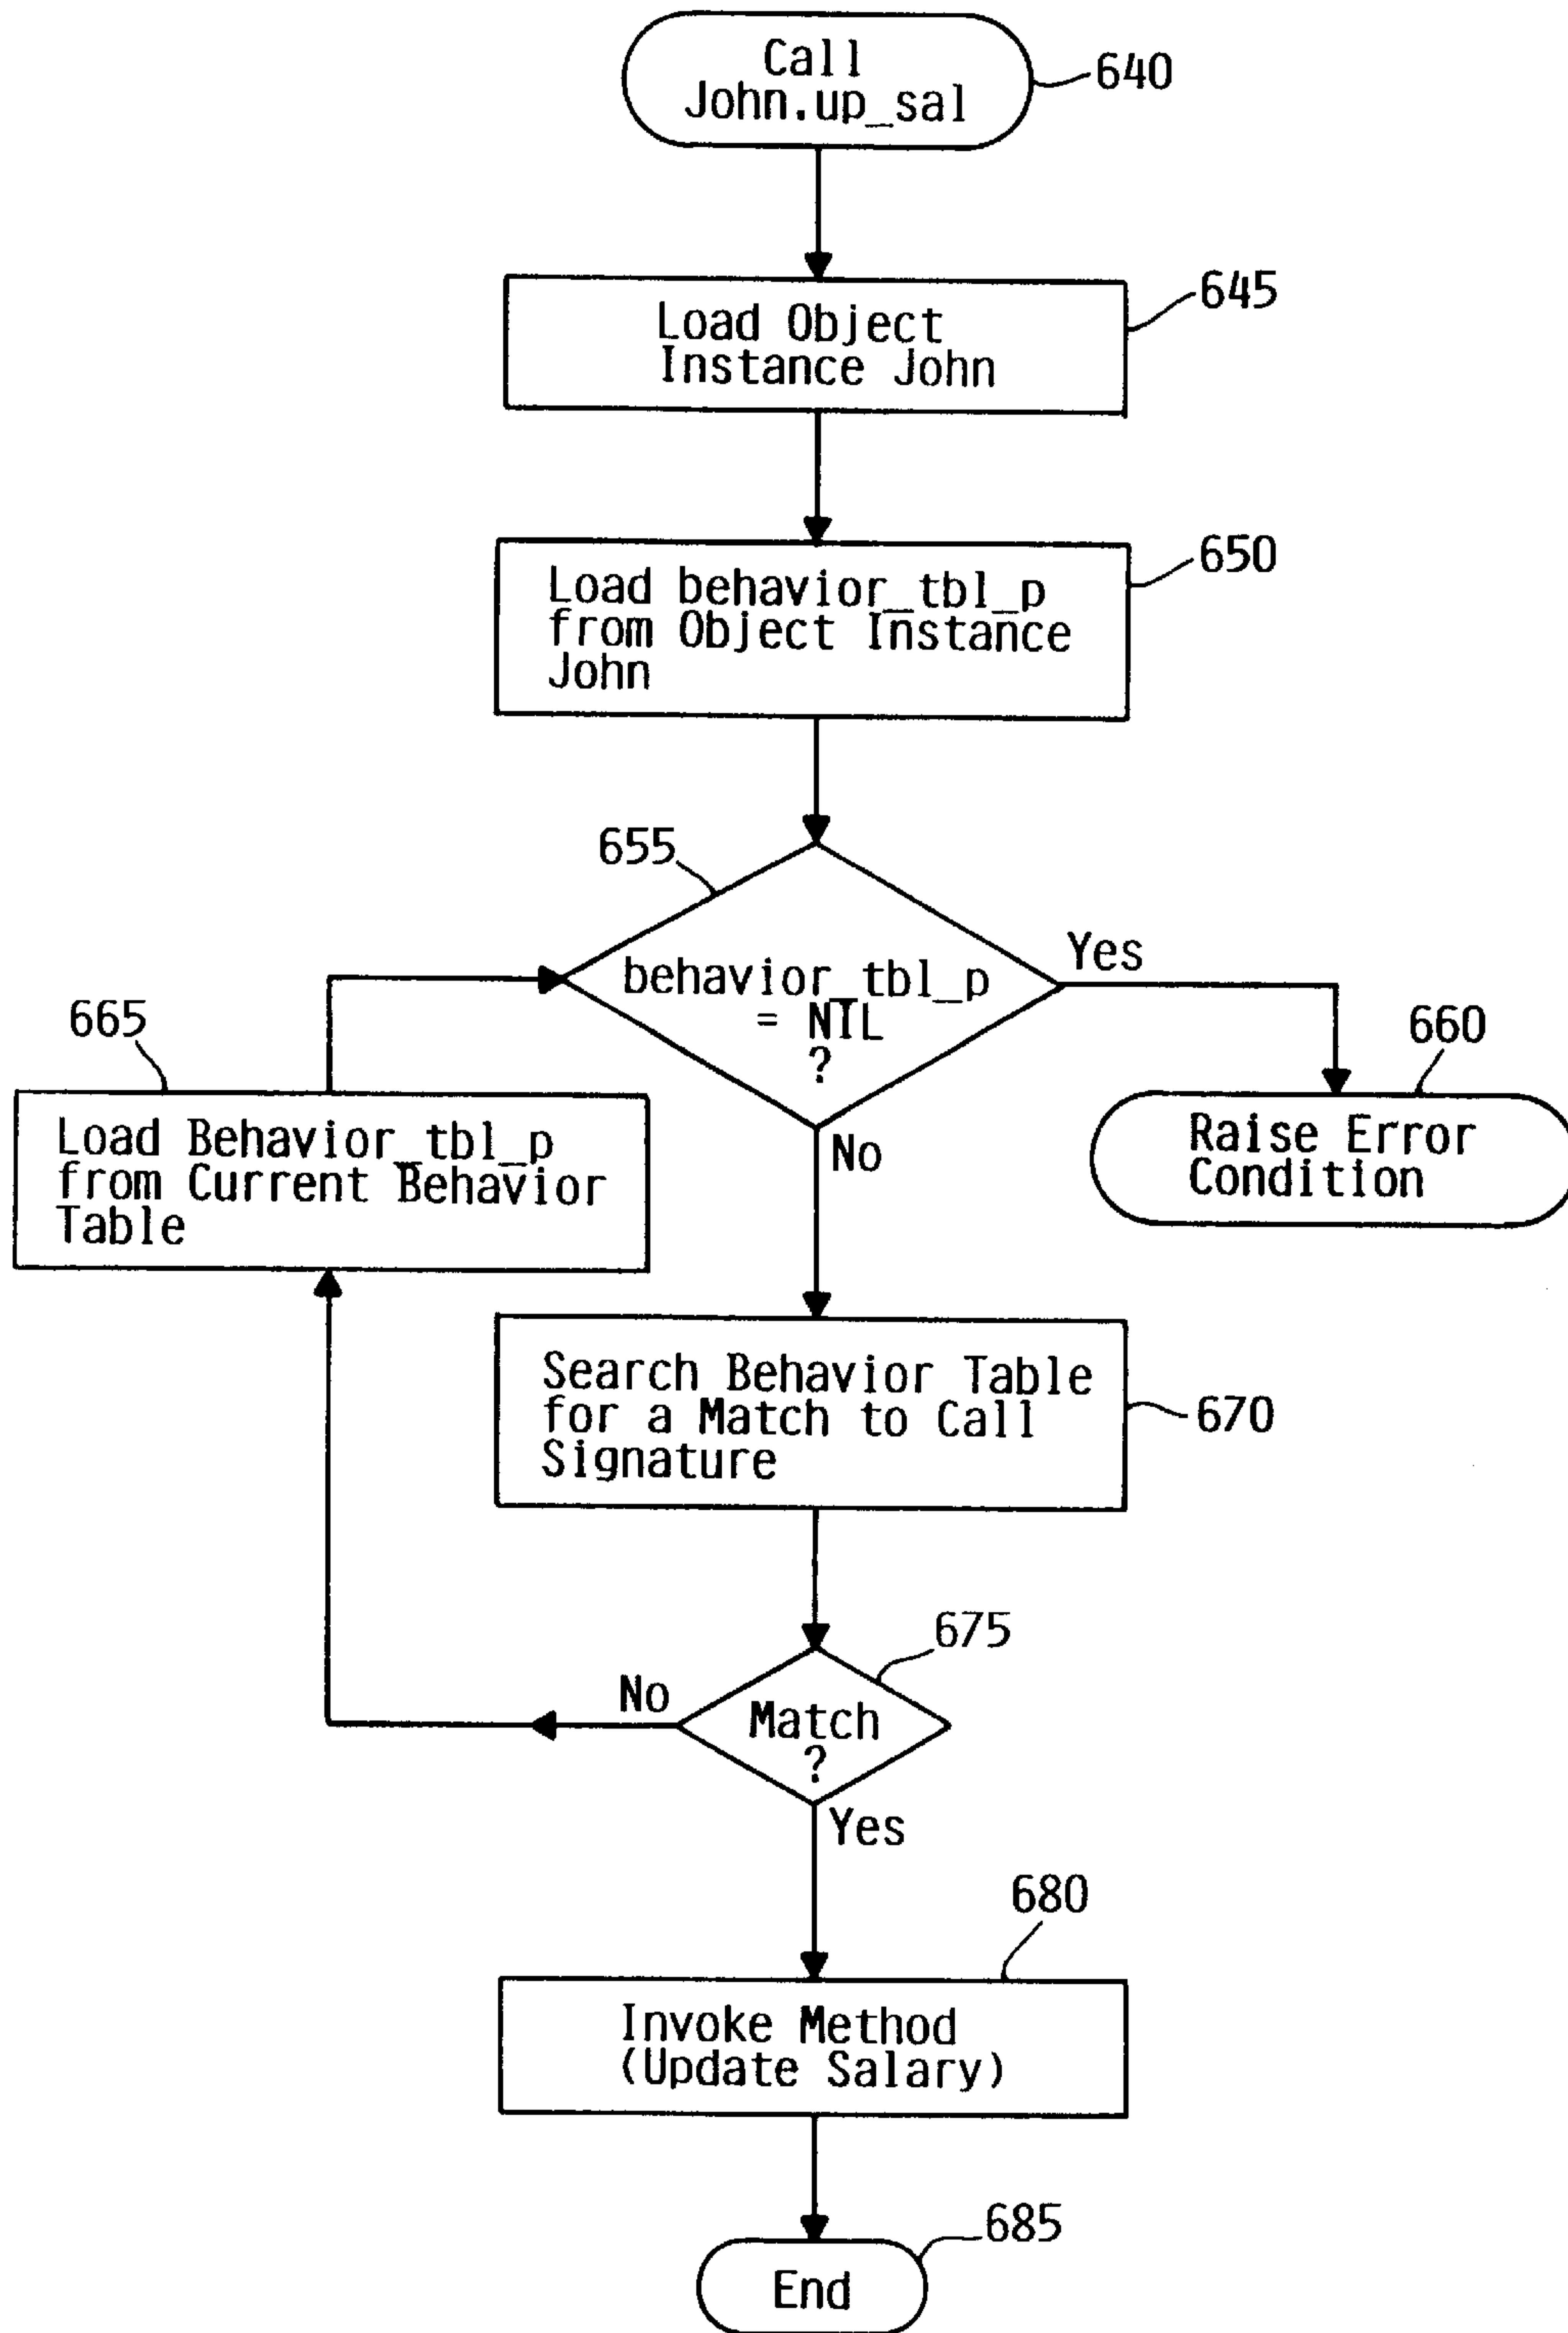 Call
John.up_sal
640
Load Object
Instance John
645
Load behavior_tbl_p
from Object Instance
John
650
655
behavior_tbl_p
= NIL
?
Yes
No
660
Raise Error
Condition
665
Load Behavior_tbl_p
from Current Behavior
Table
Search Behavior Table
for a Match to Call
Signature
670
675
Match
?
No
Yes
680
Invoke Method
(Update Salary)
685
End